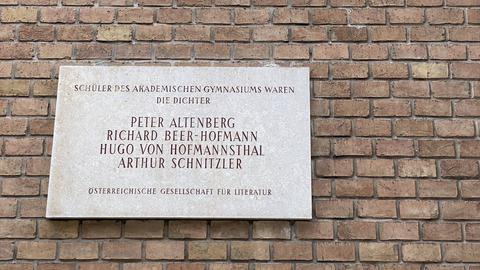 SCHÜLER DES AKADEMISCHEN GYMNASIUMS WAREN
DIE DICHTER
PETER ALTENBERG
RICHARD BEER-HOFMANN
HUGO VON HOFMANNSTHAL
ARTHUR SCHNITZLER
ÖSTERREICHISCHE GESELLSCHAFT FÜR LITERATUR